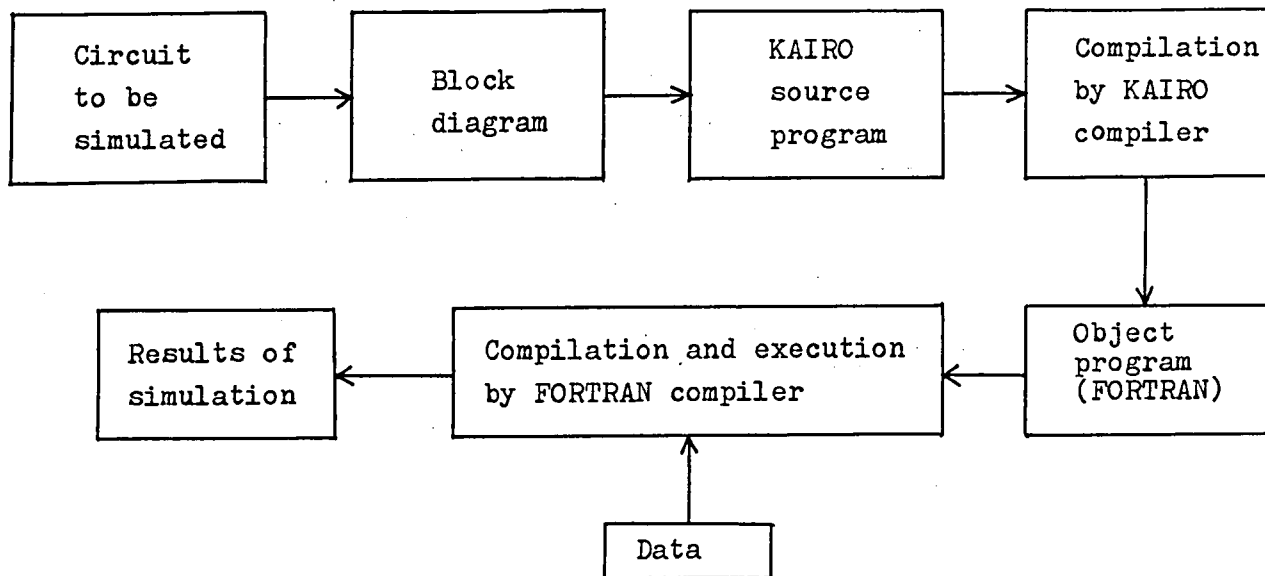 Circuit
to be
simulated
Block
diagram
KAIRO
source
program
Compilation
by KAIRO
compiler
Object
program
(FORTRAN)
Compilation and execution
by FORTRAN compiler
Results of
simulation
Data